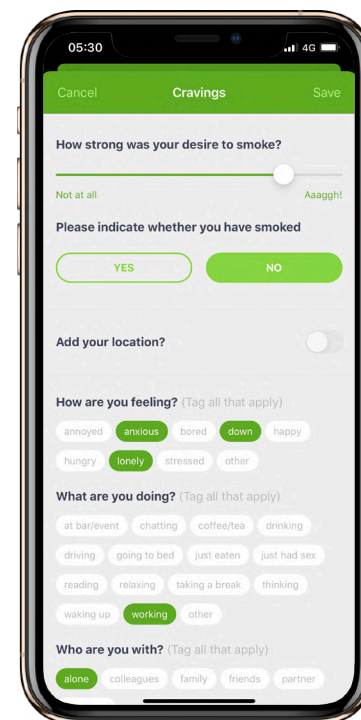 05:30 4G
Cancel Cravings Save
How strong was your desire to smoke?
Not at all Aaaggh!
Please indicate whether you have smoked
YES NO
Add your location?
How are you feeling? (Tag all that apply)
annoyed anxious bored down happy
hungry lonely stressed other
What are you doing? (Tag all that apply)
at bar/event chatting coffee/tea drinking
driving going to bed just eaten just had sex
reading relaxing taking a break thinking
waking up working other
Who are you with? (Tag all that apply)
alone colleagues family friends partner